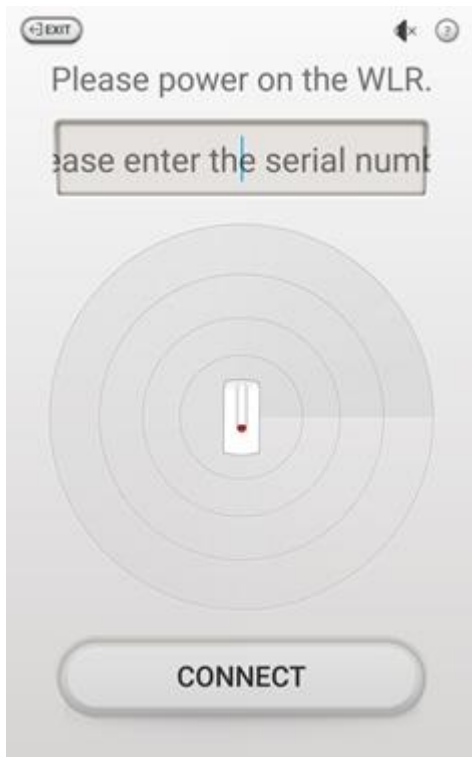 EXIT
?
Please power on the WLR.
ease enter the serial numb
CONNECT